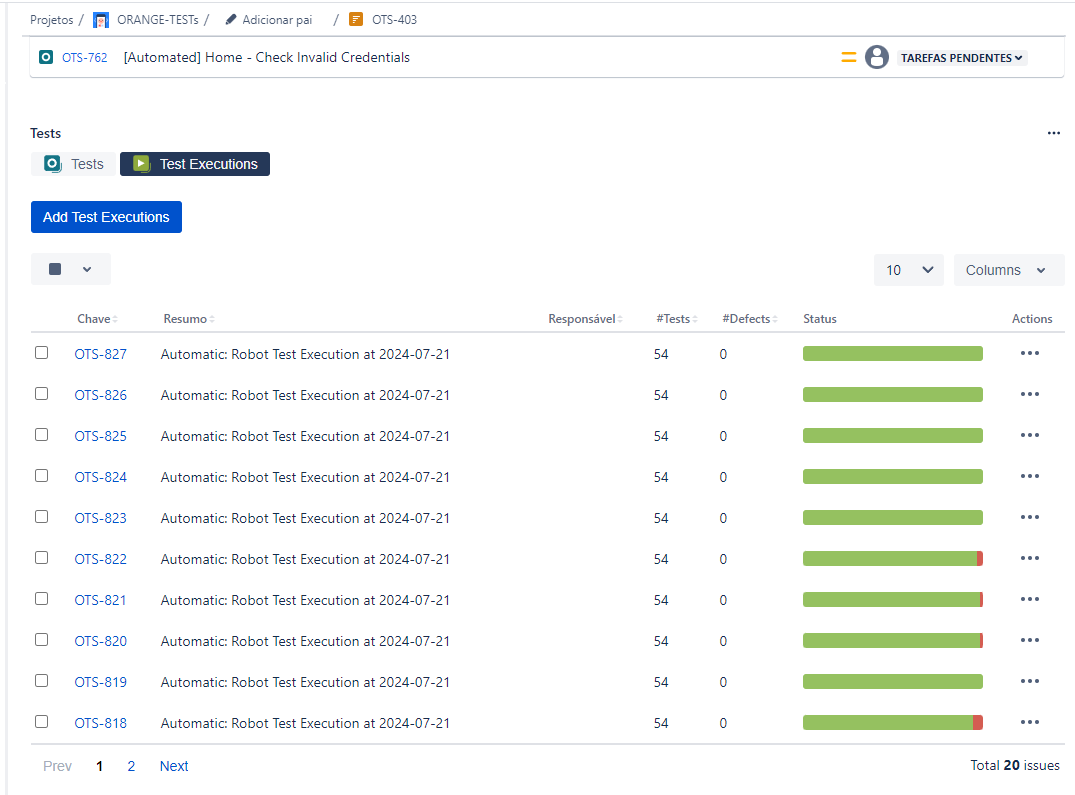 Projetos / ORANGE-TESTs / Adicionar pai / OTS-403
OTS-762 [Automated] Home - Check Invalid Credentials TAREFAS PENDENTES
Tests
Tests Test Executions
Add Test Executions
10 Columns
Chave Resumo Responsável #Tests #Defects Status Actions
OTS-827 Automatic: Robot Test Execution at 2024-07-21 54 0
OTS-826 Automatic: Robot Test Execution at 2024-07-21 54 0
OTS-825 Automatic: Robot Test Execution at 2024-07-21 54 0
OTS-824 Automatic: Robot Test Execution at 2024-07-21 54 0
OTS-823 Automatic: Robot Test Execution at 2024-07-21 54 0
OTS-822 Automatic: Robot Test Execution at 2024-07-21 54 0
OTS-821 Automatic: Robot Test Execution at 2024-07-21 54 0
OTS-820 Automatic: Robot Test Execution at 2024-07-21 54 0
OTS-819 Automatic: Robot Test Execution at 2024-07-21 54 0
OTS-818 Automatic: Robot Test Execution at 2024-07-21 54 0
Prev 1 2 Next Total 20 issues